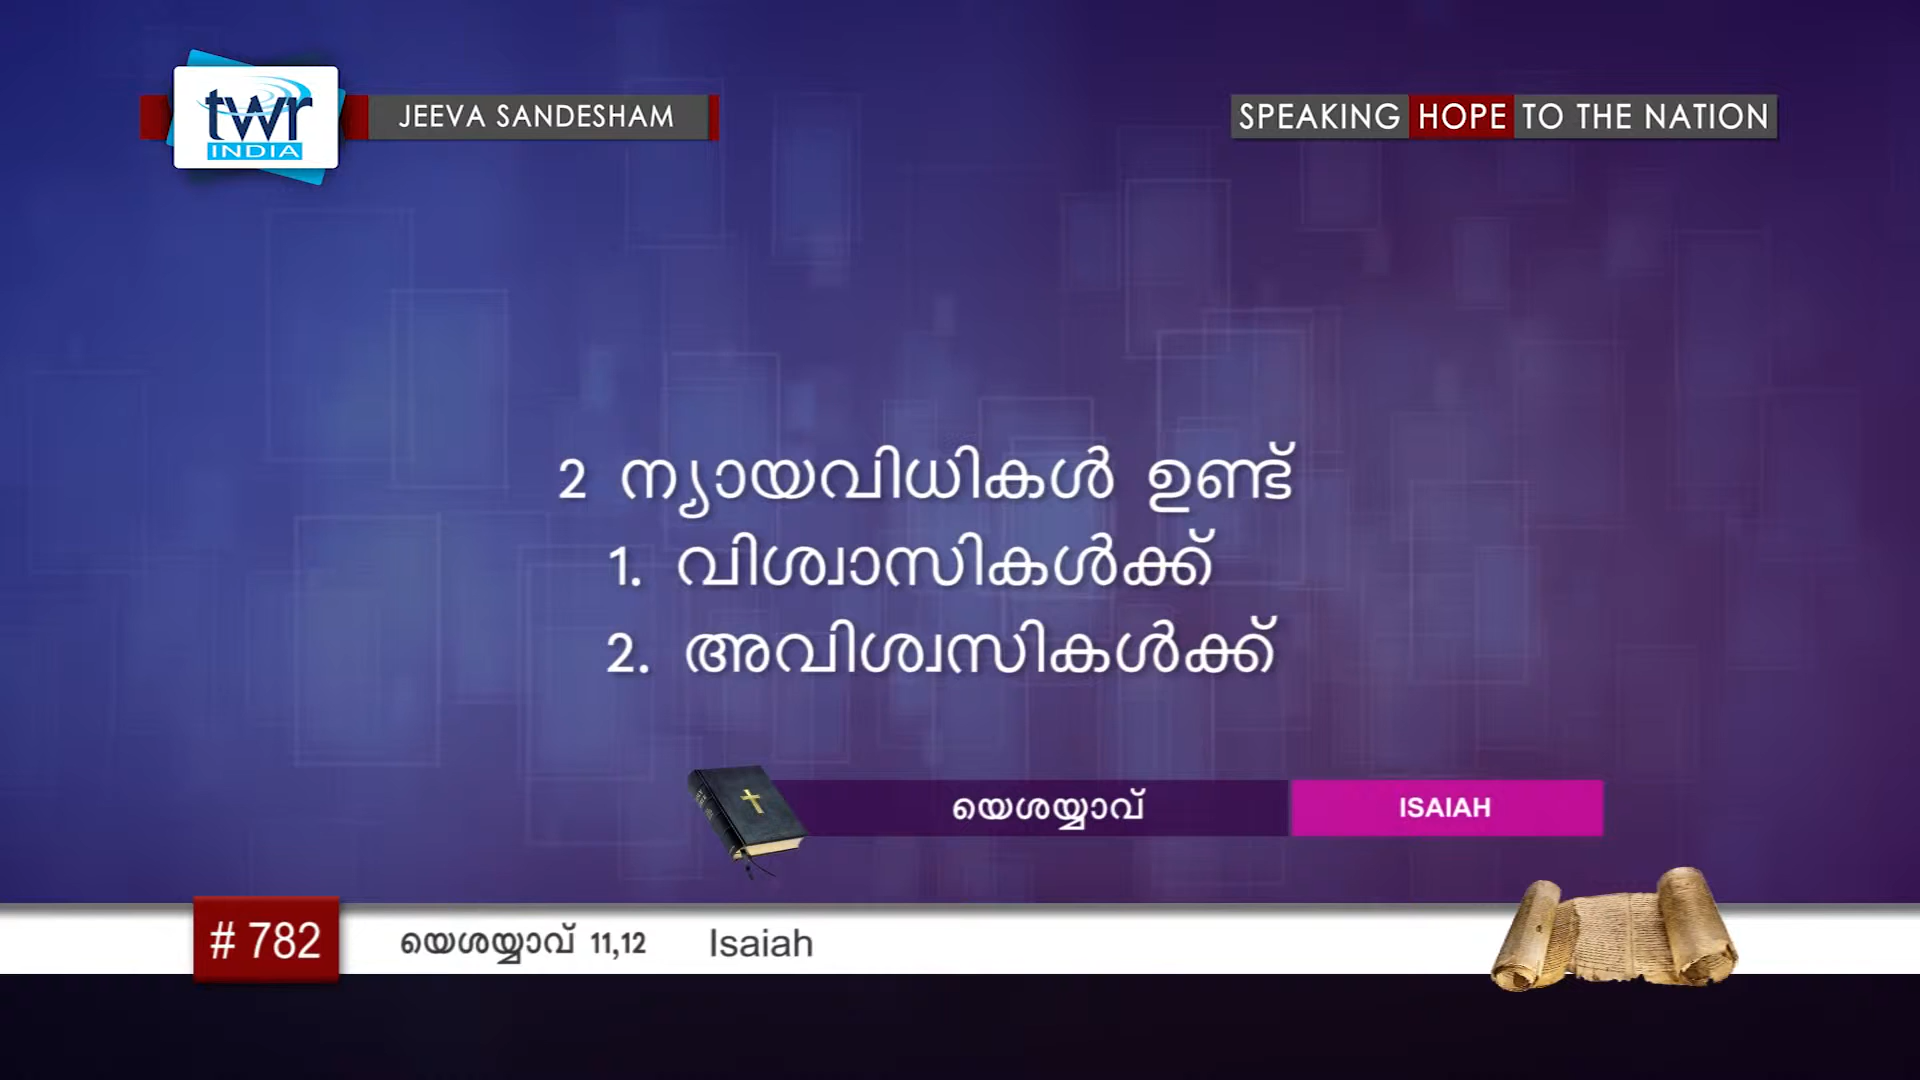 twr
INDIA
JEEVA SANDESHAM
SPEAKING HOPE TO THE NATION
2 ന്യായവിധികൾ ഉണ്ട്
1. വിശ്വാസികൾക്ക്
2. അവിശ്വസികൾക്ക്
യെശയ്യാവ് ISAIAH
# 782 യെശയ്യാവ് 11,12 Isaiah